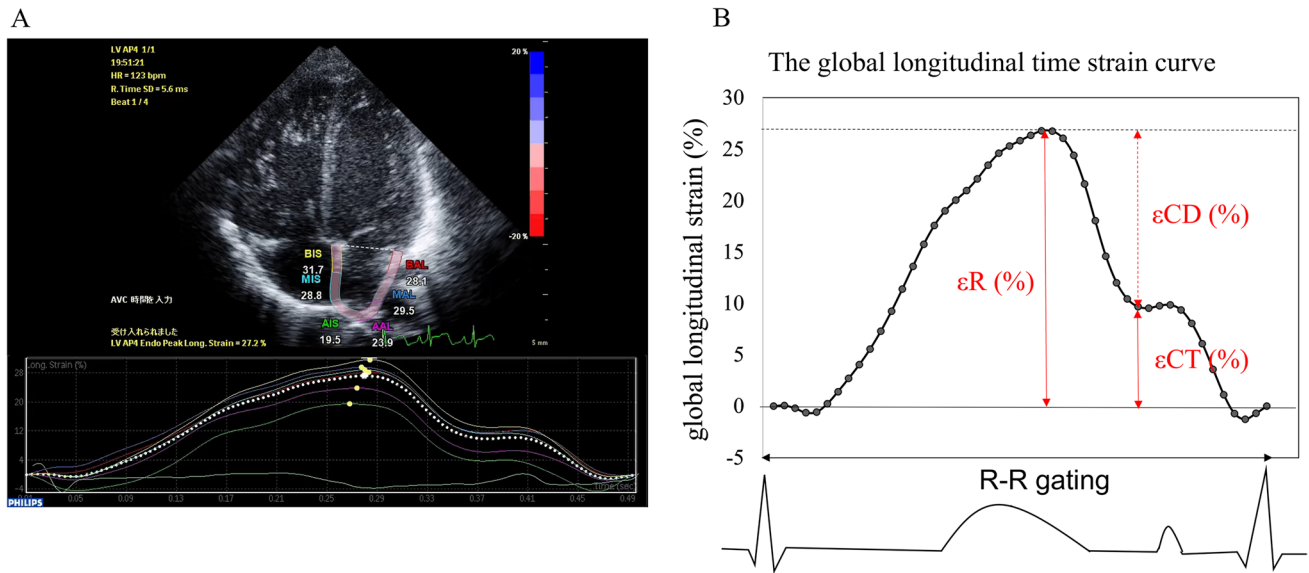 A
LV AP4 1/1
19:51:21
HR = 123 bpm
R. Time SD = 5.6 ms
Beat 1 / 4
20 %
-20 %
BIS
31.7
MIS
28.8
AIS
19.5
AAL
23.9
MAL
29.5
BAL
28.1
AVC 時間を入力
受け入れられました
LV AP4 Endo Peak Long. Strain = 27.2 %
5 mm
Long. Strain (%)
28
20
12
4
-4
0.05 0.09 0.13 0.17 0.21 0.25 0.29 0.33 0.37 0.41 0.45 0.49
Time (sec)
PHILIPS
B
The global longitudinal time strain curve
global longitudinal strain (%)
30
25
20
15
10
5
0
-5
εR (%)
εCD (%)
εCT (%)
R-R gating